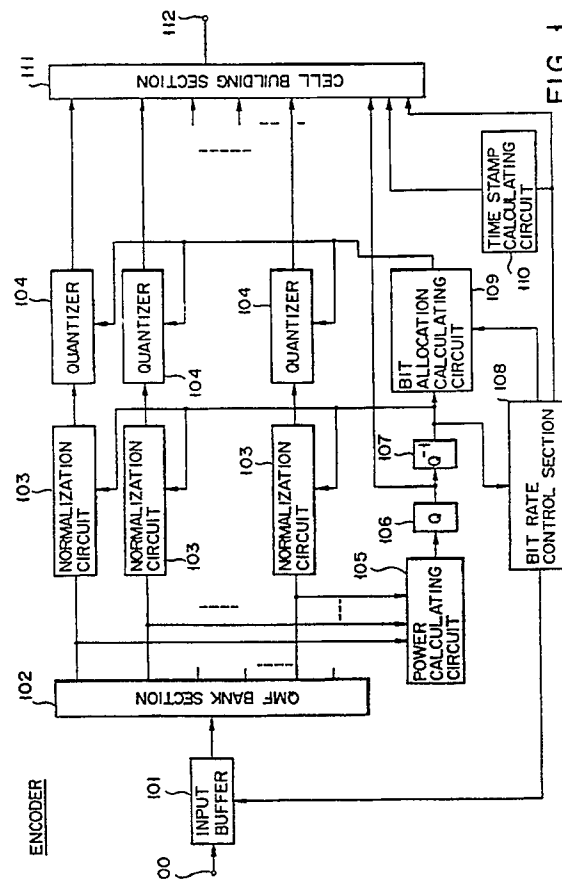 ENCODER
00
101
INPUT
BUFFER
102
QMF BANK SECTION
103
NORMALIZATION
CIRCUIT
104
QUANTIZER
NORMALIZATION
CIRCUIT
103
QUANTIZER
104
103
NORMALIZATION
CIRCUIT
104
QUANTIZER
105
POWER
CALCULATING
CIRCUIT
106
Q
107
Q-1
BIT
ALLOCATION
CALCULATING
CIRCUIT
109
108
BIT RATE
CONTROL SECTION
TIME STAMP
CALCULATING
CIRCUIT
110
111
CELL BUILDING SECTION
112
FIG. 1